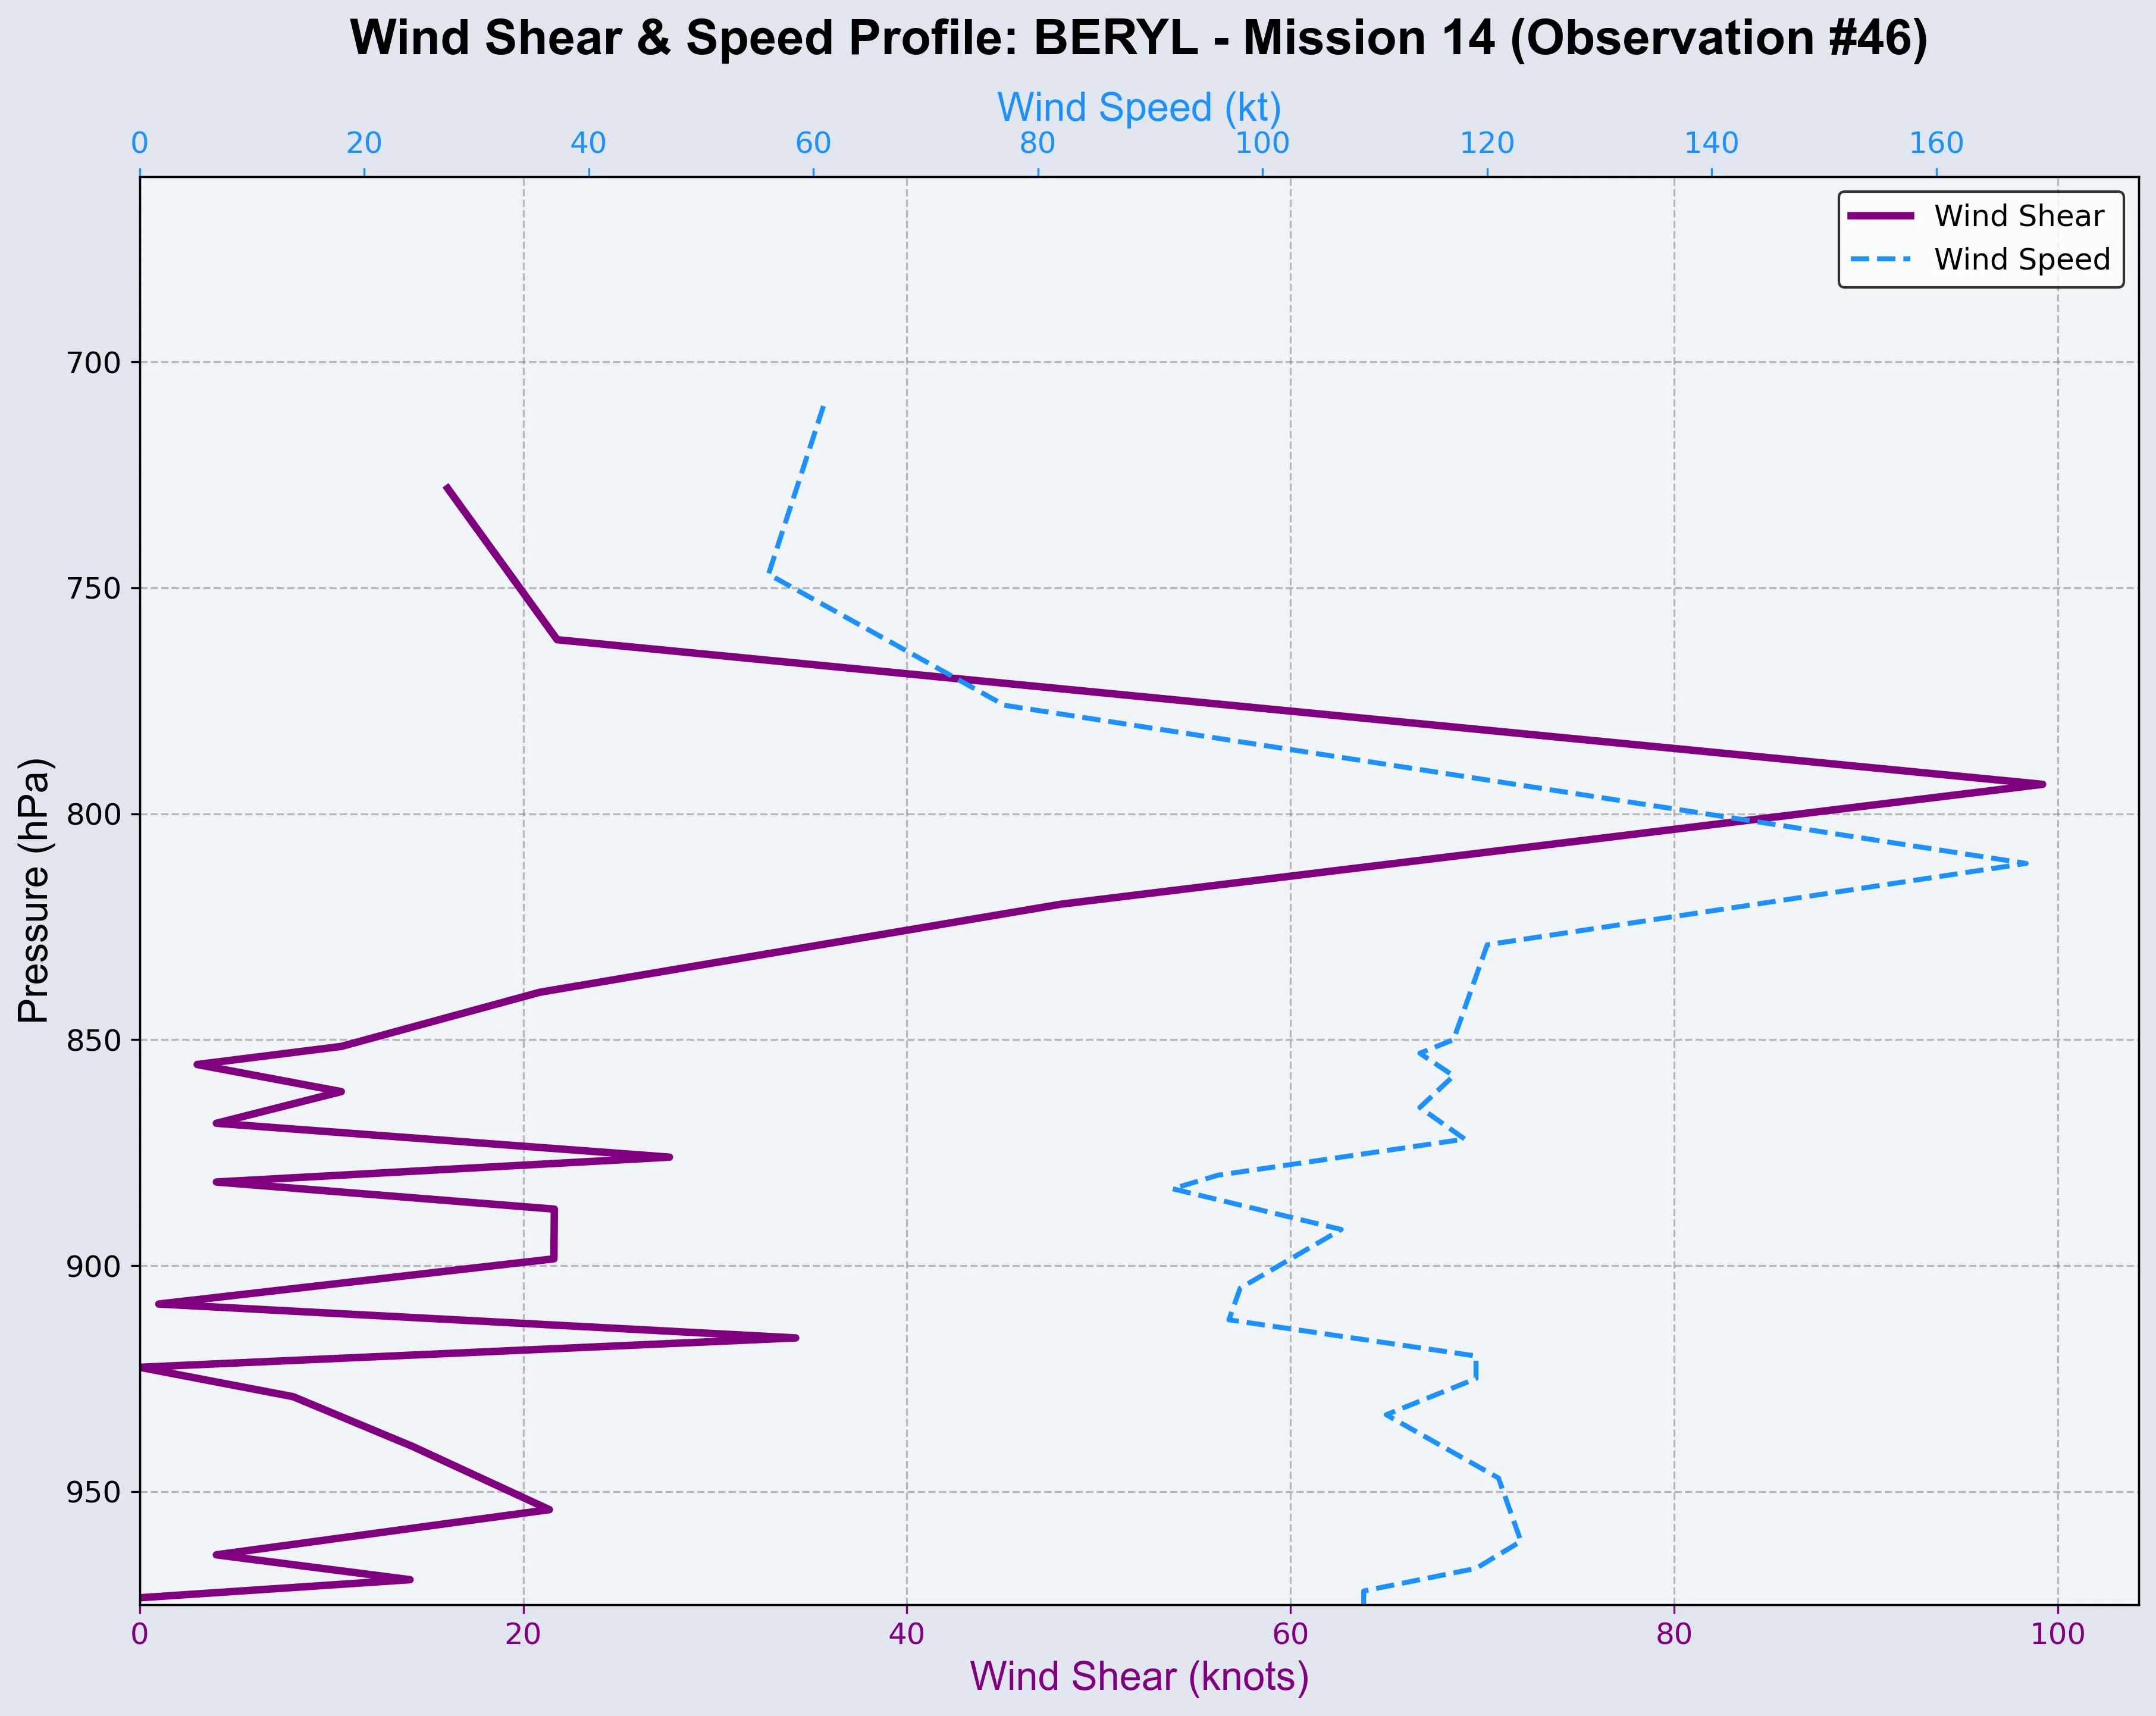 Wind Shear & Speed Profile: BERYL - Mission 14 (Observation #46)
Wind Speed (kt)
0 20 40 60 80 100 120 140 160
Wind Shear
Wind Speed
700
750
800
850
900
950
Pressure (hPa)
0 20 40 60 80 100
Wind Shear (knots)